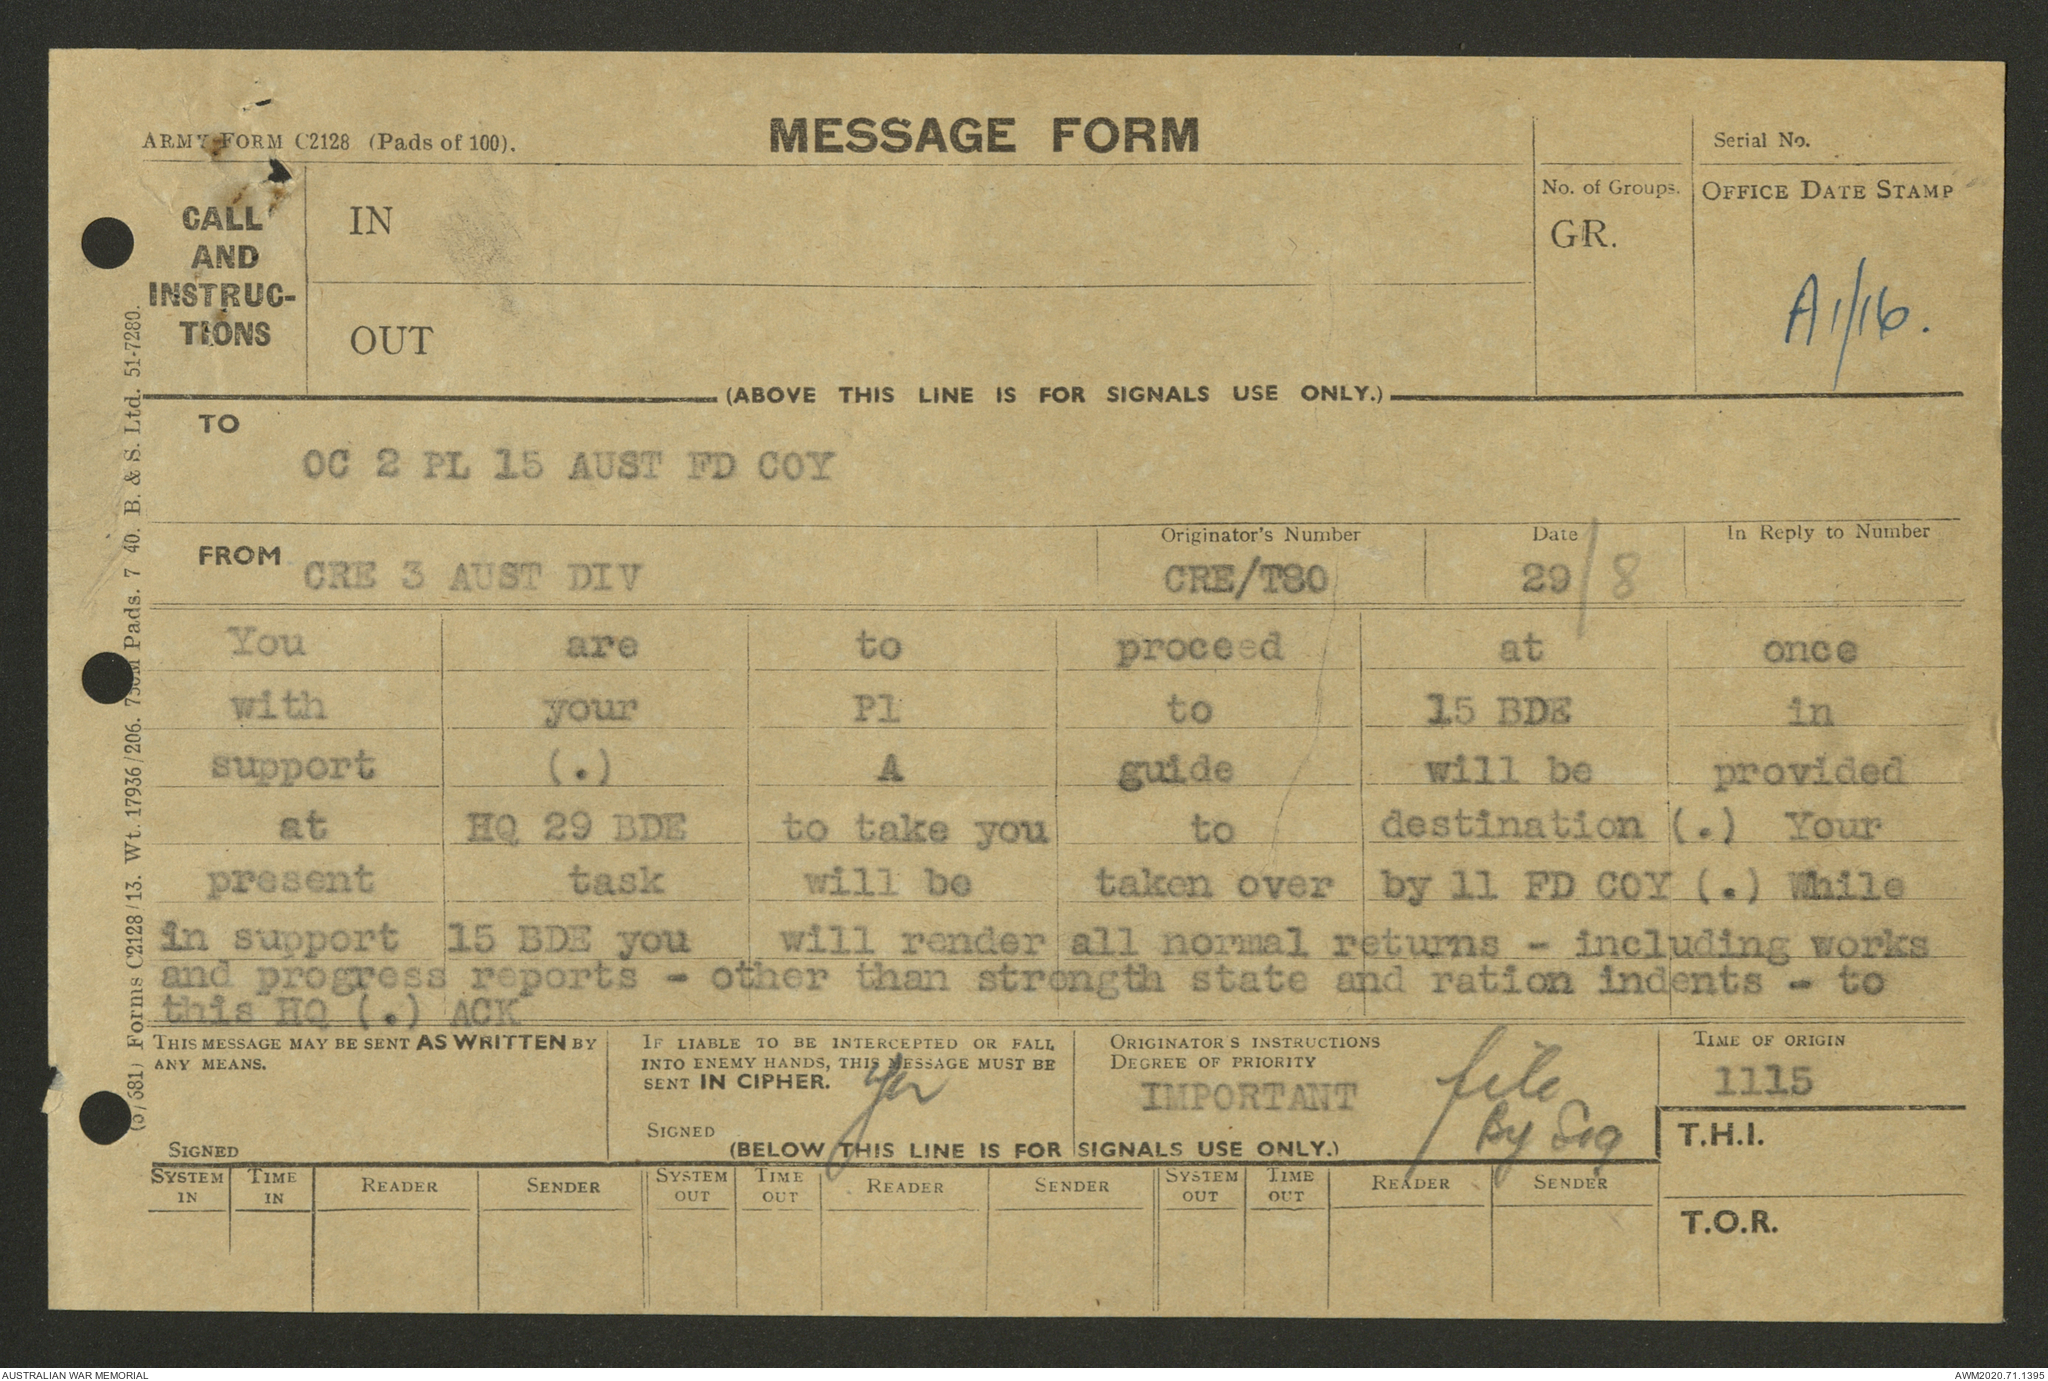 ARMY FORM C2128 (Pads of 100).
MESSAGE FORM
Serial No.
CALL
AND
INSTRUC-
TIONS
IN
OUT
No. of Groups.
GR.
OFFICE DATE STAMP
A1/16.
(ABOVE THIS LINE IS FOR SIGNALS USE ONLY.)
TO
OC 2 PL 15 AUST FD COY
FROM
CRE 3 AUST DIV
Originator's Number
CRE/T80
Date
29/8
In Reply to Number
You are to proceed at once
with your Pl to 15 BDE in
support (.) A guide will be provided
at HQ 29 BDE to take you to destination (.) Your
present task will be taken over by 11 FD COY (.) While
in support 15 BDE you will render all normal returns - including works
and progress reports - other than strength state and ration indents - to
this HQ (.) ACK
THIS MESSAGE MAY BE SENT AS WRITTEN BY
ANY MEANS.
SIGNED
IF LIABLE TO BE INTERCEPTED OR FALL
INTO ENEMY HANDS, THIS MESSAGE MUST BE
SENT IN CIPHER.
SIGNED
ORIGINATOR'S INSTRUCTIONS
DEGREE OF PRIORITY
IMPORTANT
file
By Sig
TIME OF ORIGIN
1115
T.H.I.
T.O.R.
(BELOW THIS LINE IS FOR SIGNALS USE ONLY.)
SYSTEM IN TIME IN READER SENDER SYSTEM OUT TIME OUT READER SENDER SYSTEM OUT TIME OUT READER SENDER
Forms C2128/13. Wt. 17936/206. Pads. 7 40. B. & S. Ltd. 51-7280.
AUSTRALIAN WAR MEMORIAL
AWM2020.71.1395